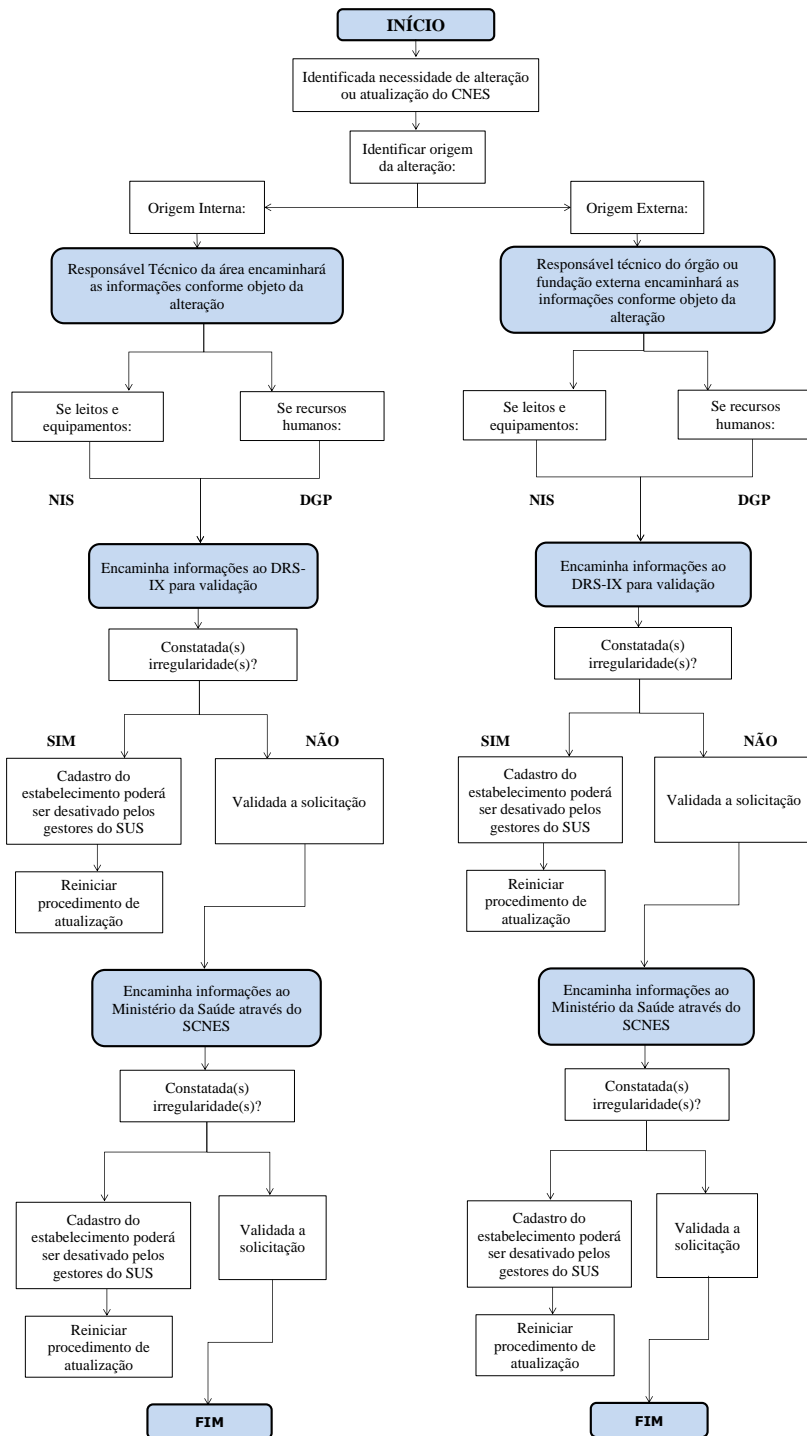 INÍCIO
Identificada necessidade de alteração
ou atualização do CNES
Identificar origem
da alteração:
Origem Interna:
Origem Externa:
Responsável Técnico da área encaminhará
as informações conforme objeto da
alteração
Responsável técnico do órgão ou
fundação externa encaminhará as
informações conforme objeto da
alteração
Se leitos e
equipamentos:
Se recursos
humanos:
Se leitos e
equipamentos:
Se recursos
humanos:
NIS
DGP
NIS
DGP
Encaminha informações ao DRS-
IX para validação
Encaminha informações ao
DRS-IX para validação
Constatada(s)
irregularidade(s)?
Constatada(s)
irregularidade(s)?
SIM
NÃO
SIM
NÃO
Cadastro do
estabelecimento poderá
ser desativado pelos
gestores do SUS
Validada a solicitação
Cadastro do
estabelecimento poderá
ser desativado pelos
gestores do SUS
Validada a solicitação
Reiniciar
procedimento de
atualização
Reiniciar
procedimento de
atualização
Encaminha informações ao
Ministério da Saúde através do
SCNES
Encaminha informações ao
Ministério da Saúde através do
SCNES
Constatada(s)
irregularidade(s)?
Constatada(s)
irregularidade(s)?
Cadastro do
estabelecimento poderá
ser desativado pelos
gestores do SUS
Validada a
solicitação
Cadastro do
estabelecimento poderá
ser desativado pelos
gestores do SUS
Validada a
solicitação
Reiniciar
procedimento de
atualização
Reiniciar
procedimento de
atualização
FIM
FIM